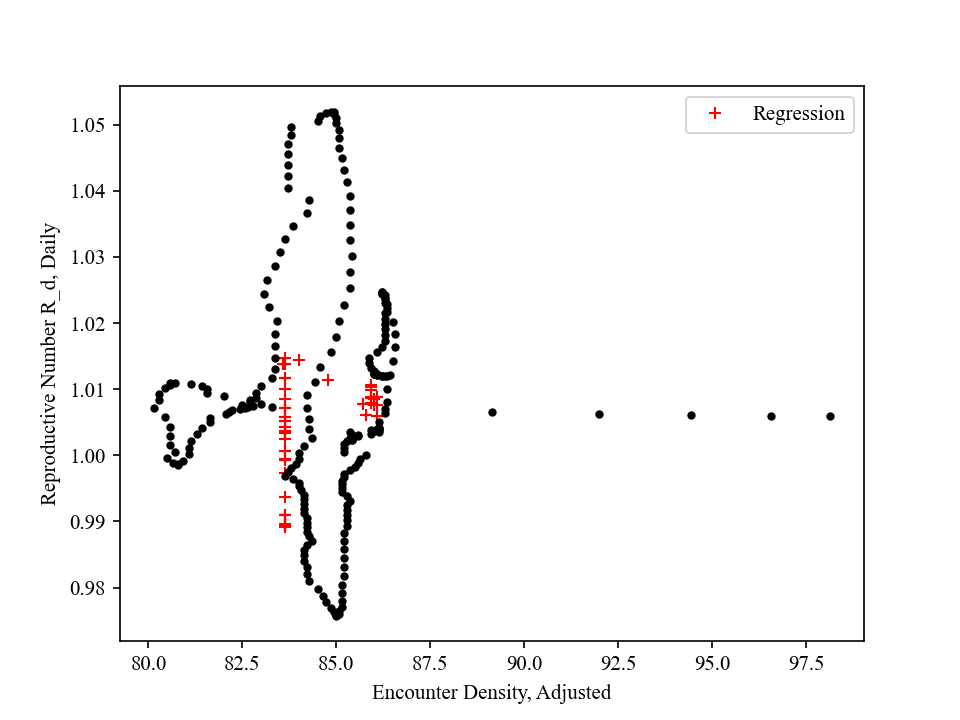 Regression
1.05
1.04
1.03
1.02
1.01
1.00
0.99
0.98
Reproductive Number R_d, Daily
80.0 82.5 85.0 87.5 90.0 92.5 95.0 97.5
Encounter Density, Adjusted